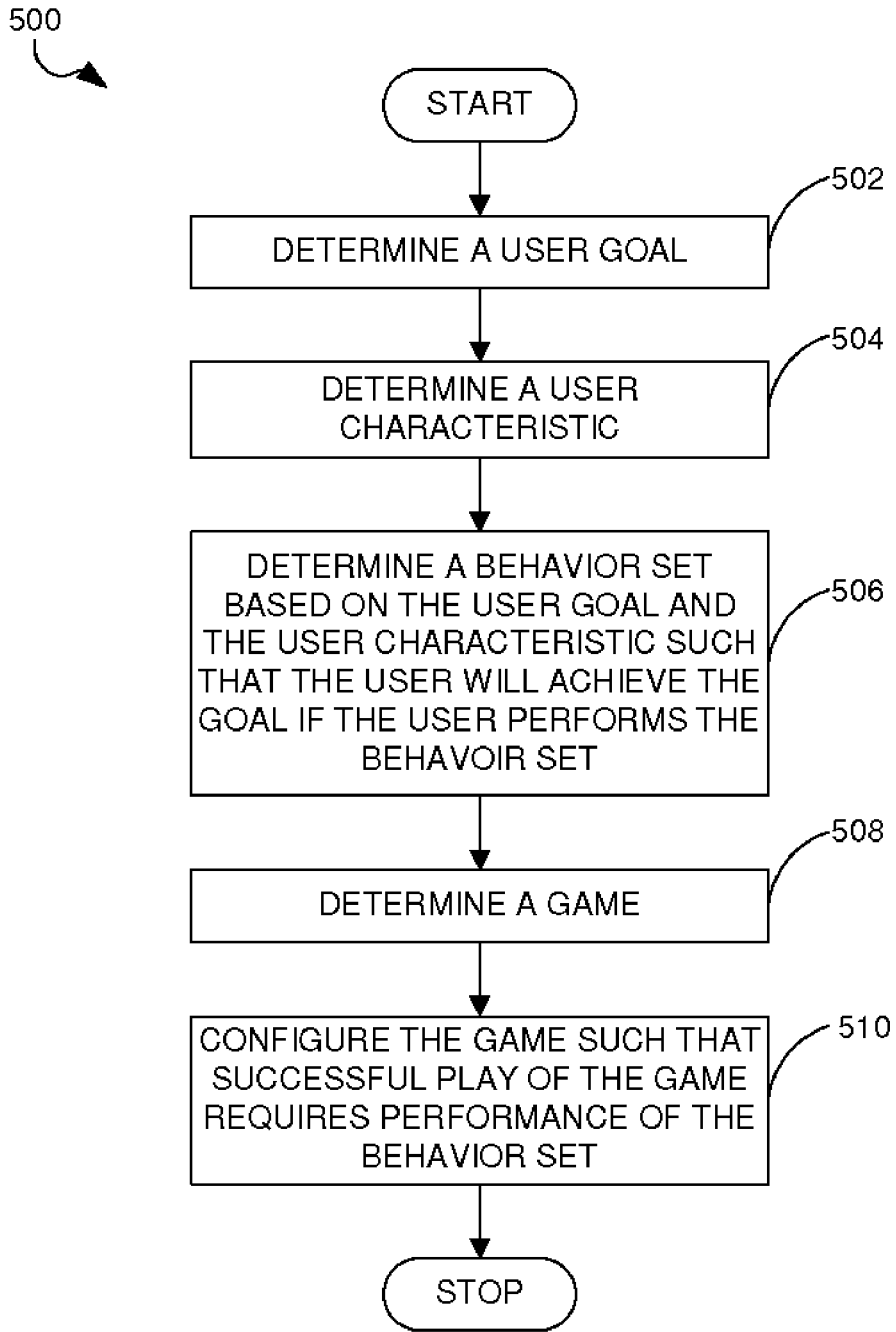 500
START
502
DETERMINE A USER GOAL
504
DETERMINE A USER
CHARACTERISTIC
506
DETERMINE A BEHAVIOR SET
BASED ON THE USER GOAL AND
THE USER CHARACTERISTIC SUCH
THAT THE USER WILL ACHIEVE THE
GOAL IF THE USER PERFORMS THE
BEHAVOIR SET
508
DETERMINE A GAME
510
CONFIGURE THE GAME SUCH THAT
SUCCESSFUL PLAY OF THE GAME
REQUIRES PERFORMANCE OF THE
BEHAVIOR SET
STOP